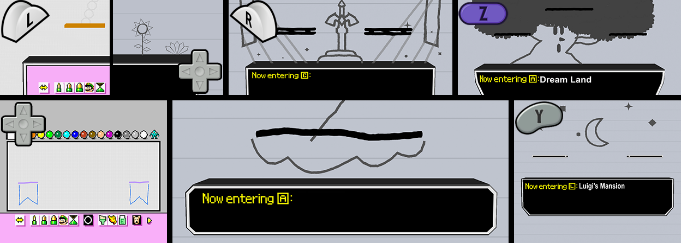 L
R
Now entering C:
Z
Now entering A: Dream Land
Now entering A:
Y
Now entering C: Luigi's Mansion